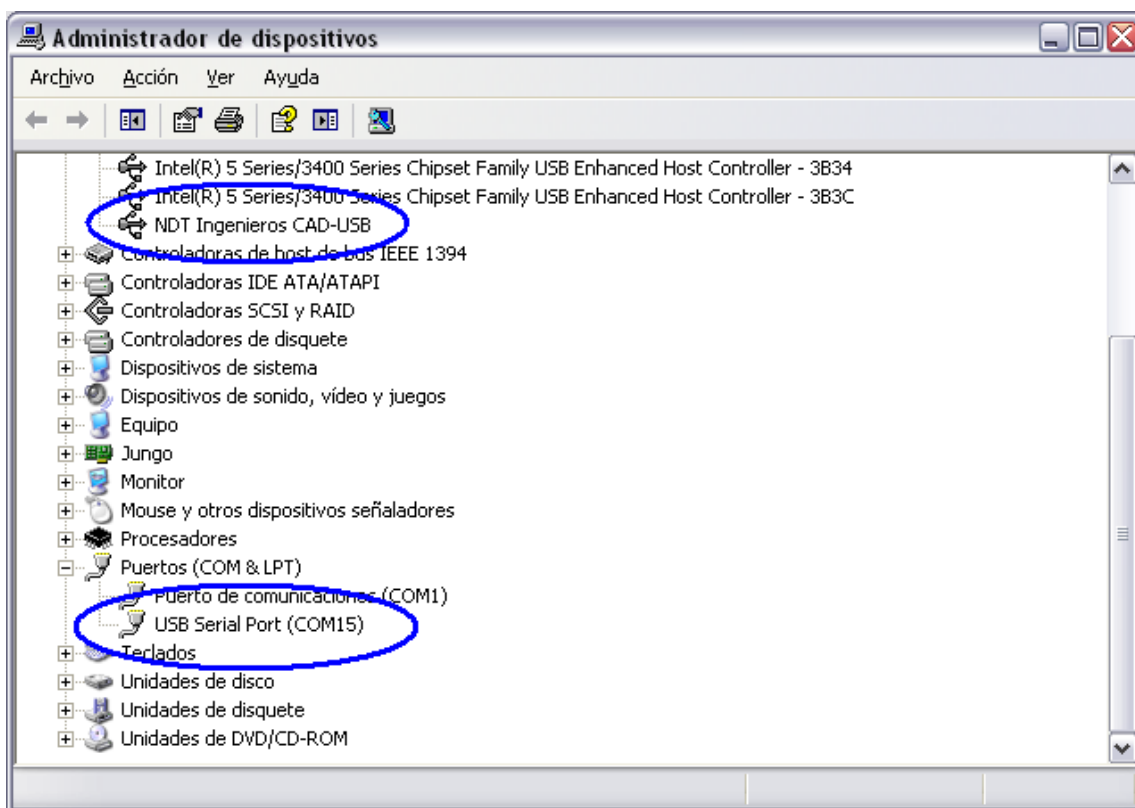 Administrador de dispositivos
Archivo Acción Ver Ayuda
Intel(R) 5 Series/3400 Series Chipset Family USB Enhanced Host Controller - 3B34
Intel(R) 5 Series/3400 Series Chipset Family USB Enhanced Host Controller - 3B3C
NDT Ingenieros CAD-USB
Controladoras de host de bus IEEE 1394
Controladoras IDE ATA/ATAPI
Controladoras SCSI y RAID
Controladores de disquete
Dispositivos de sistema
Dispositivos de sonido, vídeo y juegos
Equipo
Jungo
Monitor
Mouse y otros dispositivos señaladores
Procesadores
Puertos (COM & LPT)
Puerto de comunicaciones (COM1)
USB Serial Port (COM15)
Teclados
Unidades de disco
Unidades de disquete
Unidades de DVD/CD-ROM